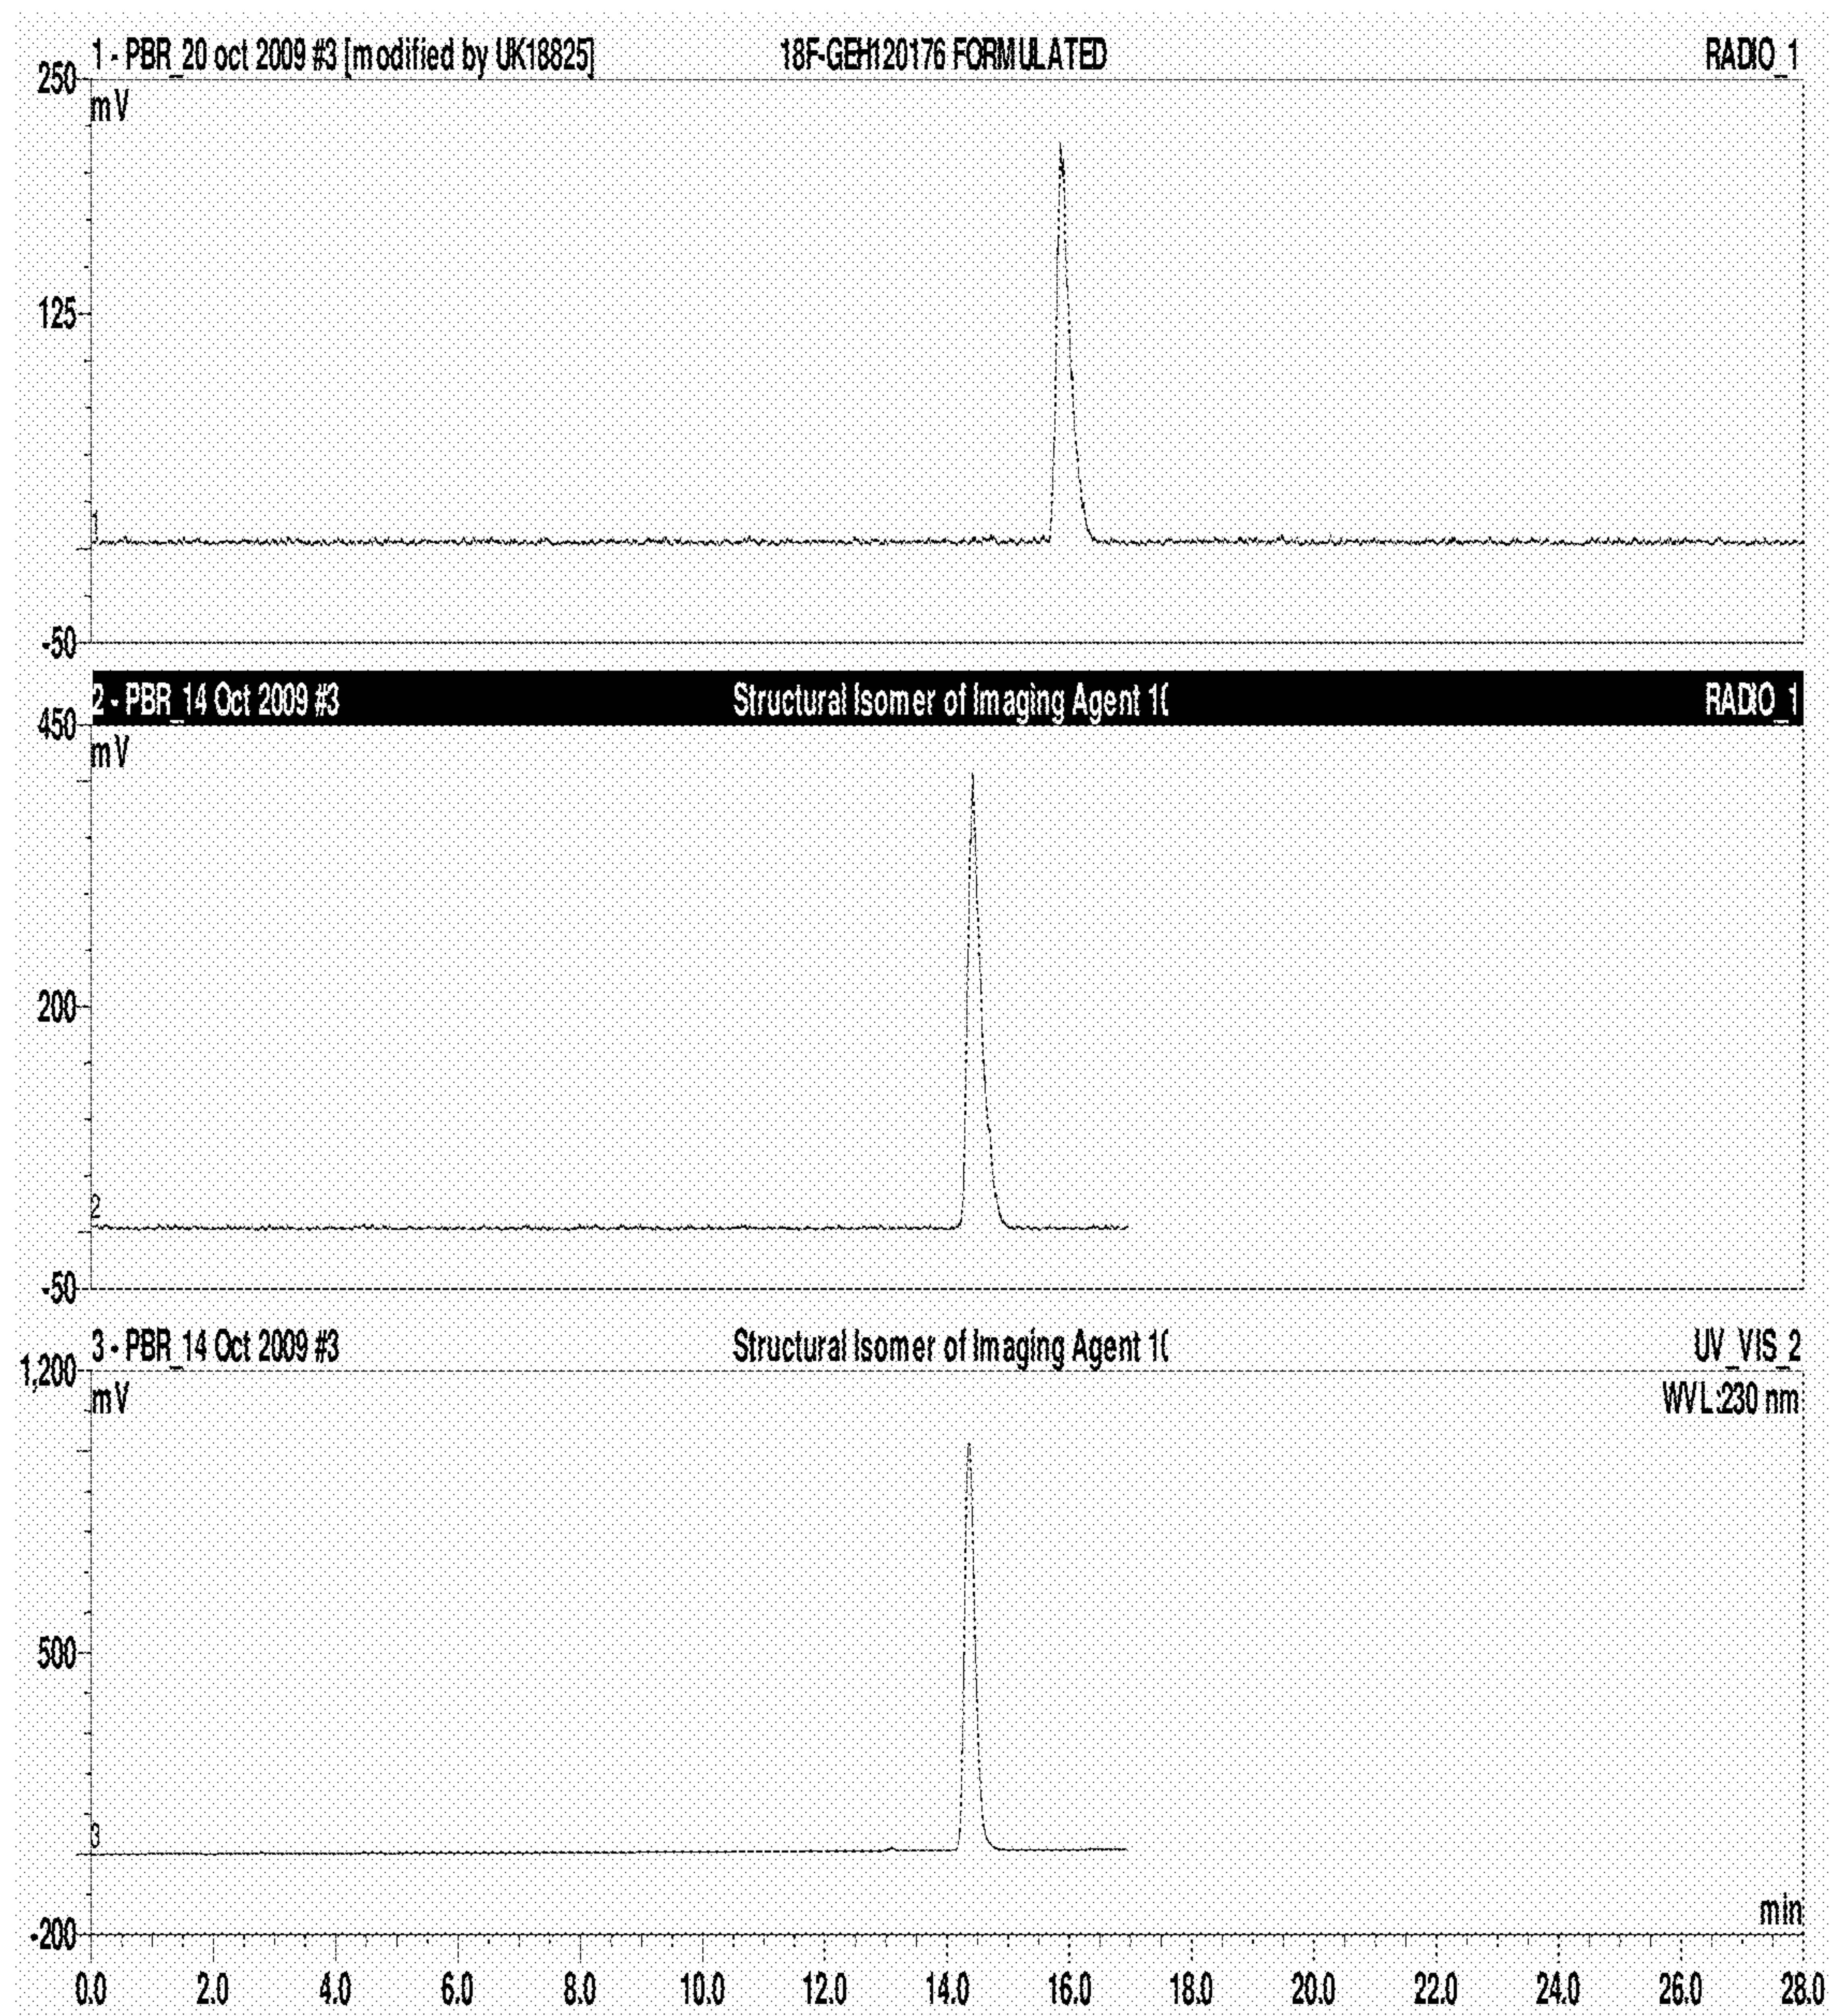 1 - PBR_20 oct 2009 #3 [modified by UK18825] 18F-GEH120176 FORMULATED RADIO_1
250
mV
125
1
-50
2 - PBR_14 Oct 2009 #3 Structural Isomer of Imaging Agent 1( RADIO_1
450
mV
200
2
-50
3 - PBR_14 Oct 2009 #3 Structural Isomer of Imaging Agent 1( UV_VIS_2
1,200
mV WVL:230 nm
500
3
min
-200
0.0 2.0 4.0 6.0 8.0 10.0 12.0 14.0 16.0 18.0 20.0 22.0 24.0 26.0 28.0